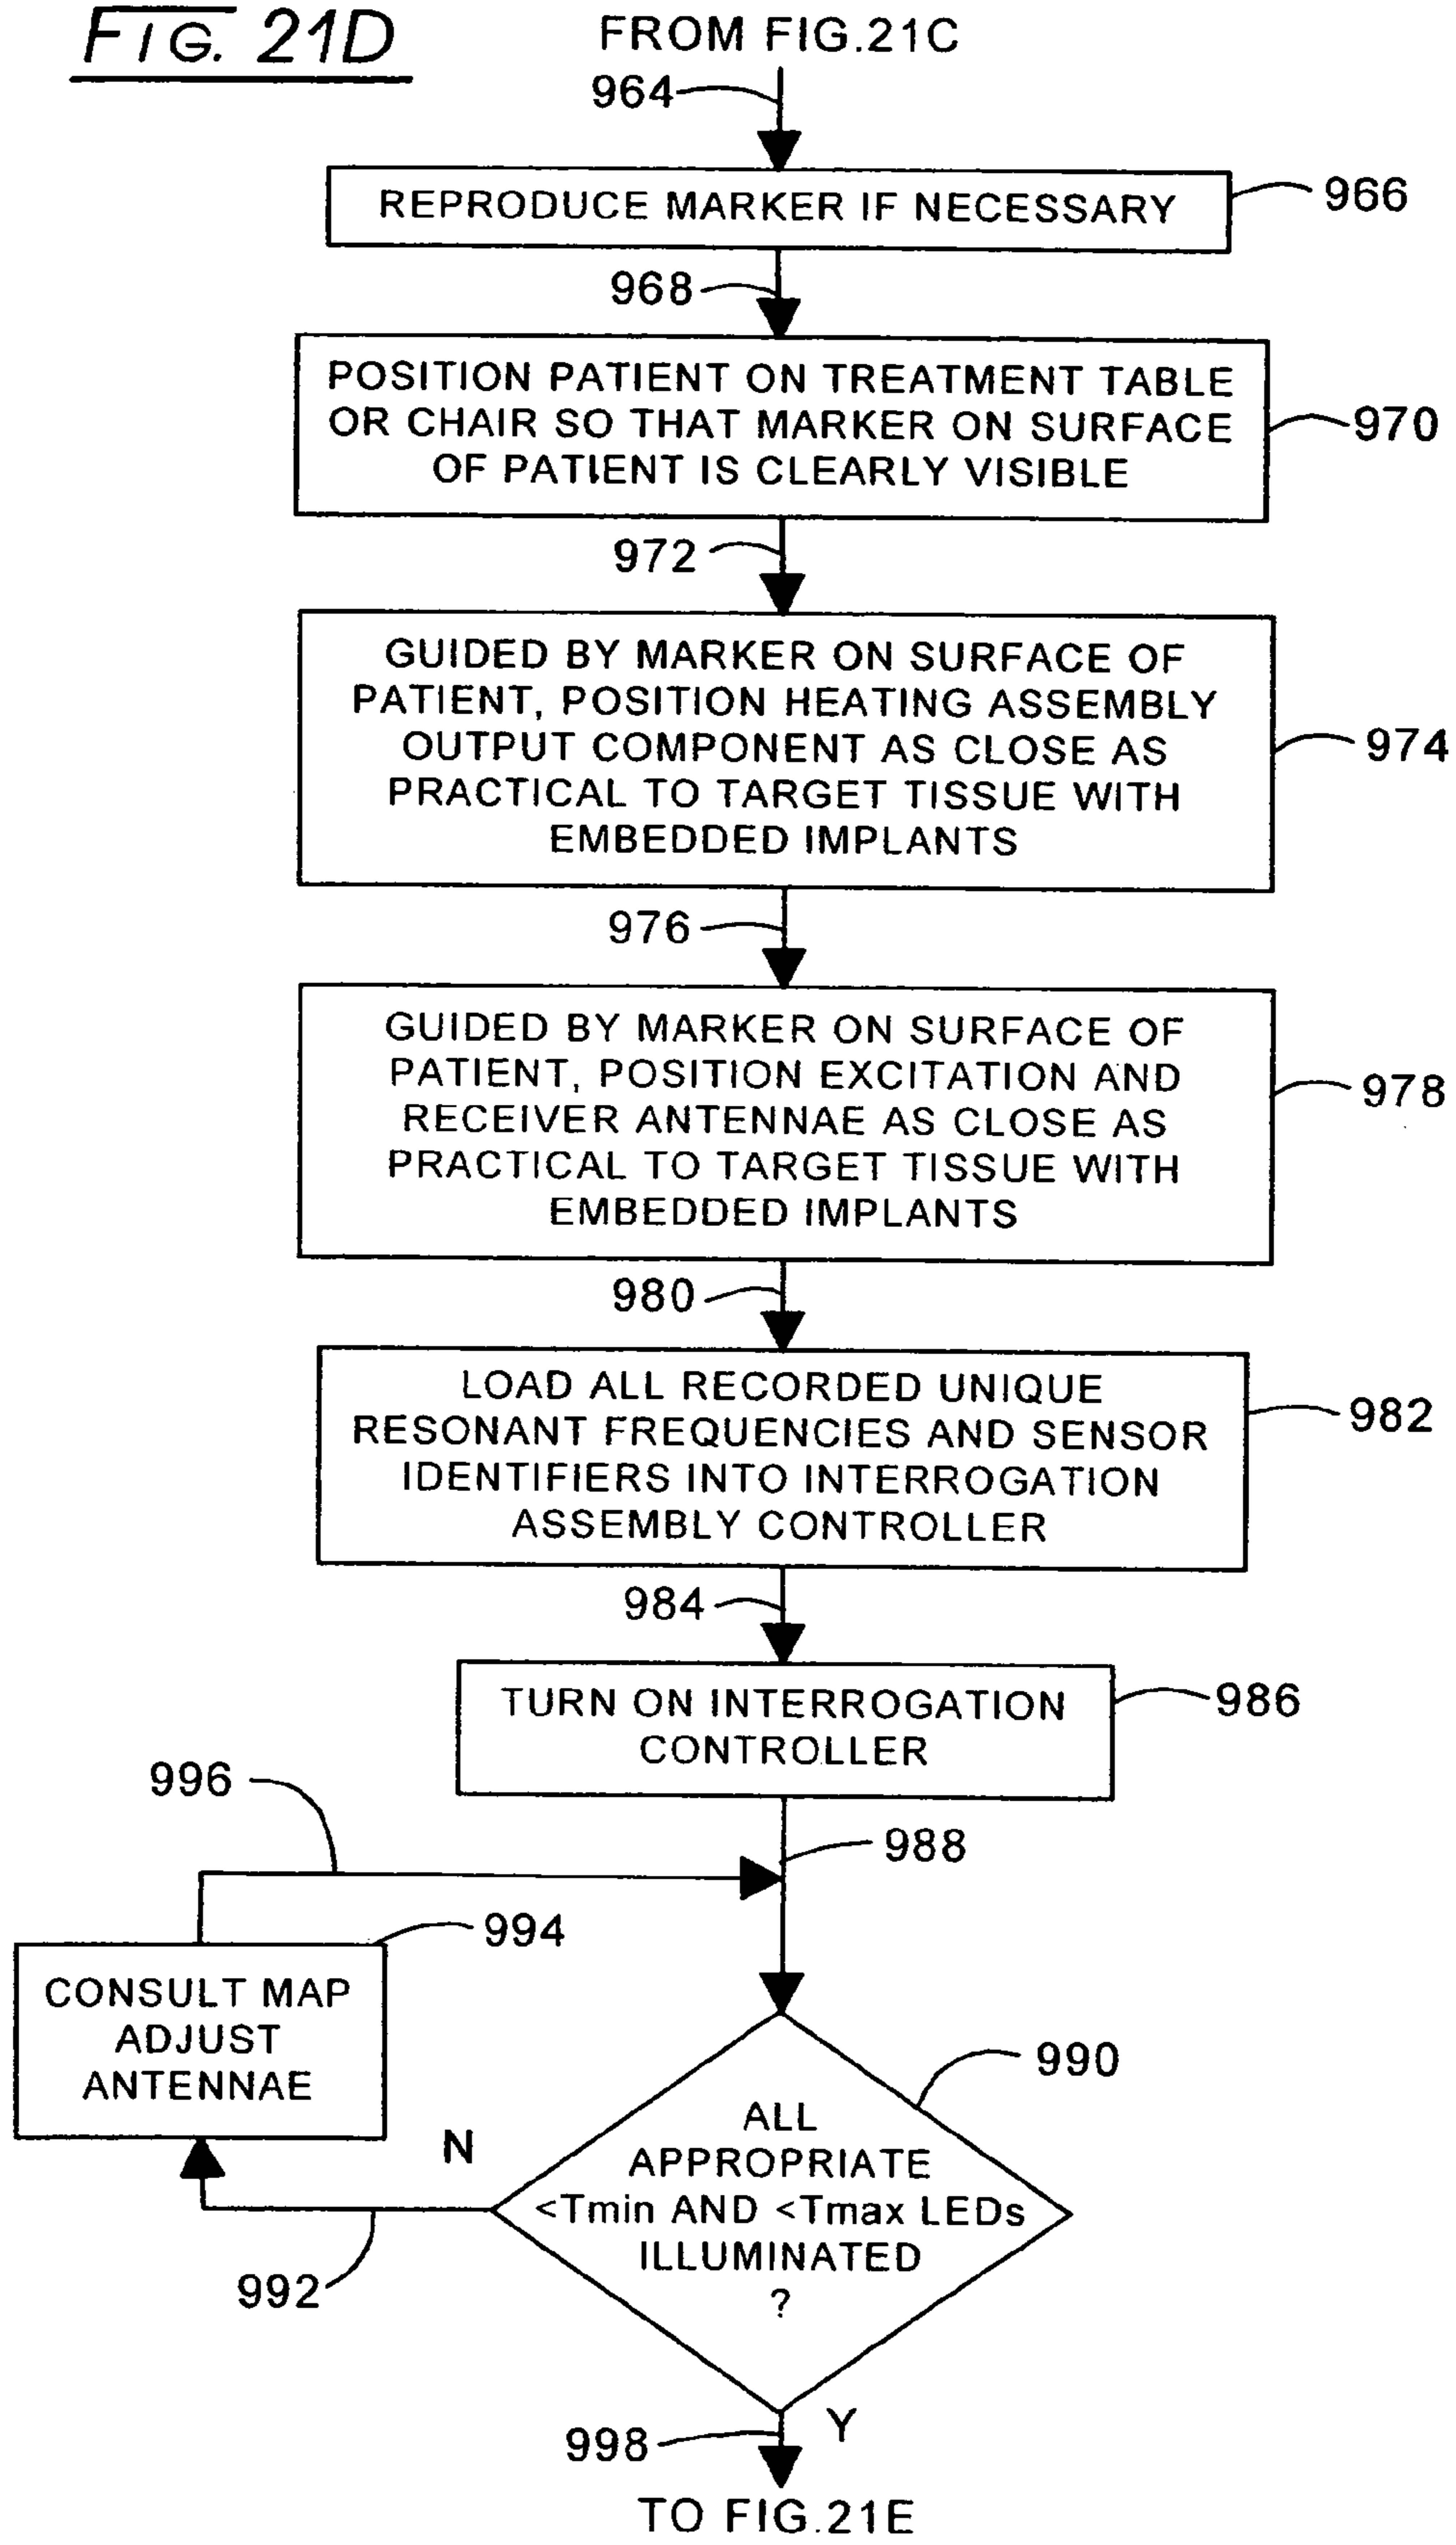 FIG. 21D
FROM FIG.21C
964
REPRODUCE MARKER IF NECESSARY
966
968
POSITION PATIENT ON TREATMENT TABLE
OR CHAIR SO THAT MARKER ON SURFACE
OF PATIENT IS CLEARLY VISIBLE
970
972
GUIDED BY MARKER ON SURFACE OF
PATIENT, POSITION HEATING ASSEMBLY
OUTPUT COMPONENT AS CLOSE AS
PRACTICAL TO TARGET TISSUE WITH
EMBEDDED IMPLANTS
974
976
GUIDED BY MARKER ON SURFACE OF
PATIENT, POSITION EXCITATION AND
RECEIVER ANTENNAE AS CLOSE AS
PRACTICAL TO TARGET TISSUE WITH
EMBEDDED IMPLANTS
978
980
LOAD ALL RECORDED UNIQUE
RESONANT FREQUENCIES AND SENSOR
IDENTIFIERS INTO INTERROGATION
ASSEMBLY CONTROLLER
982
984
TURN ON INTERROGATION
CONTROLLER
986
996
988
994
CONSULT MAP
ADJUST
ANTENNAE
990
N
ALL
APPROPRIATE
<Tmin AND <Tmax LEDs
ILLUMINATED
?
992
998
Y
TO FIG.21E